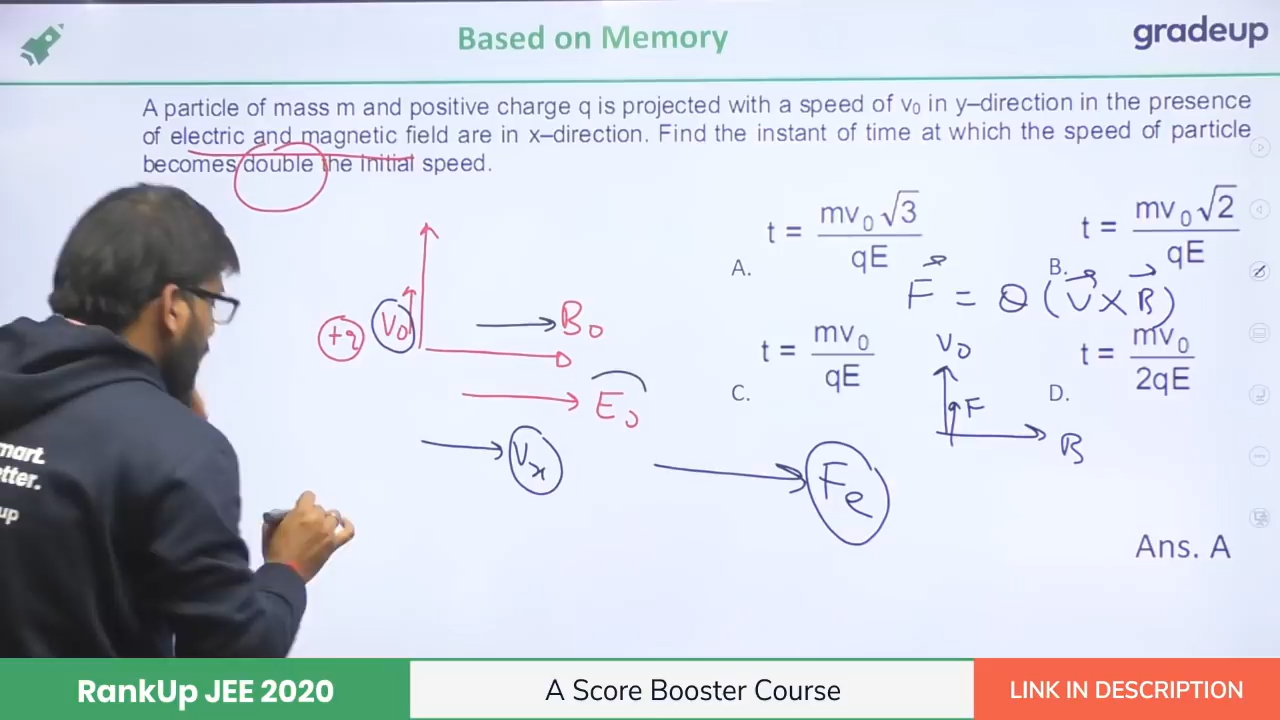 Based on Memory
gradeup
A particle of mass m and positive charge q is projected with a speed of v₀ in y–direction in the presence
of electric and magnetic field are in x–direction. Find the instant of time at which the speed of particle
becomes double the initial speed.
A. t = mv₀√3 / qE
B. t = mv₀√2 / qE
F = Q (V × B)
C. t = mv₀ / qE
D. t = mv₀ / 2qE
+q V₀ B₀
E₀
Vₓ
V₀
F
B
Fe
Ans. A
mart.
etter.
up
RankUp JEE 2020
A Score Booster Course
LINK IN DESCRIPTION